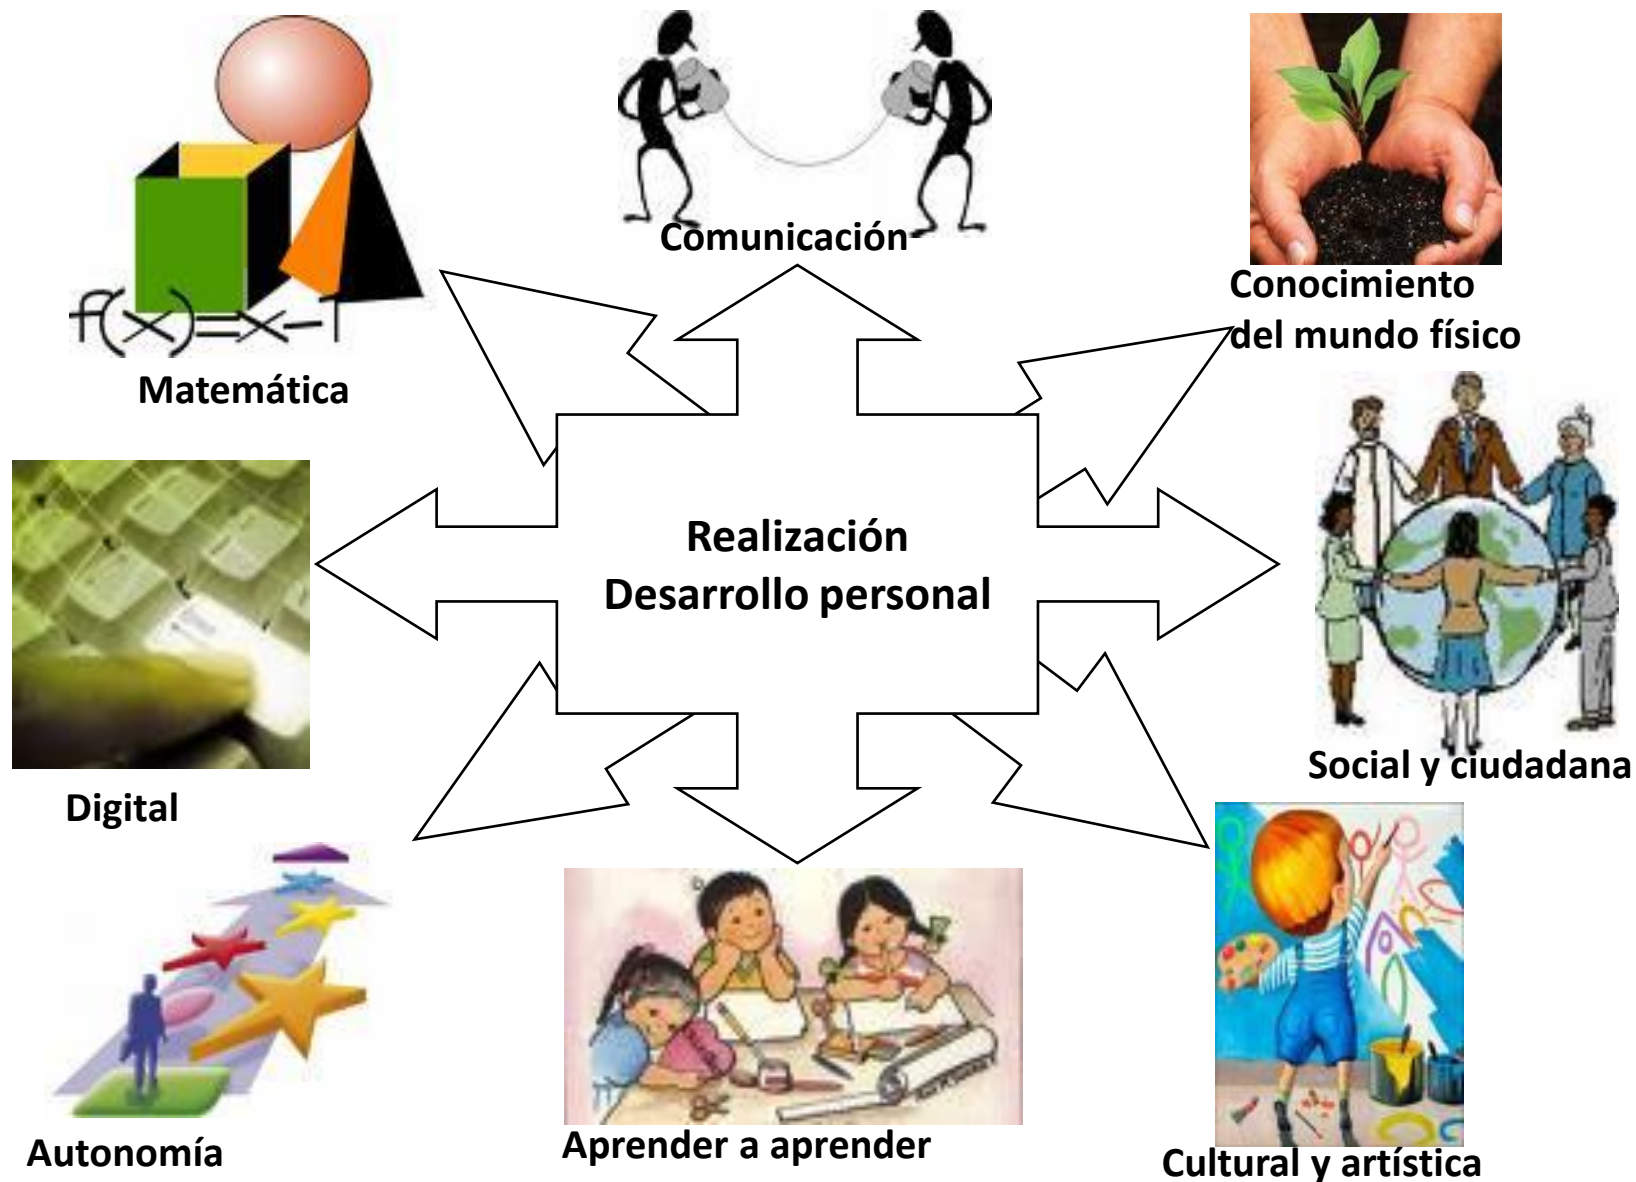 Comunicación
Conocimiento
del mundo físico
f(x)=x-1
Matemática
Realización
Desarrollo personal
Social y ciudadana
Digital
Autonomía
Aprender a aprender
Cultural y artística